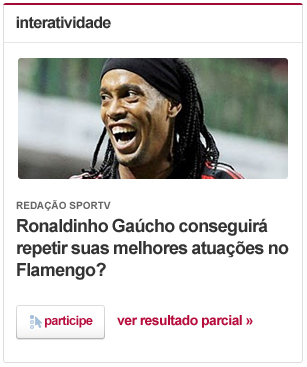 interatividade
REDAÇÃO SPORTV
Ronaldinho Gaúcho conseguirá
repetir suas melhores atuações no
Flamengo?
participe
ver resultado parcial »